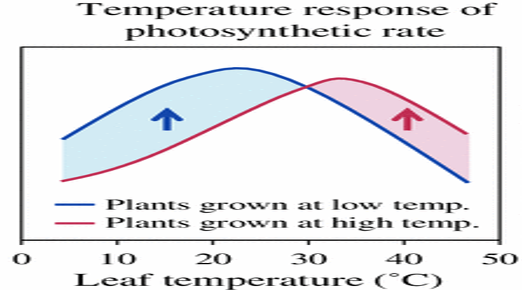 Temperature response of
photosynthetic rate
Plants grown at low temp.
Plants grown at high temp.
0 10 20 30 40 50
Leaf temperature (°C)